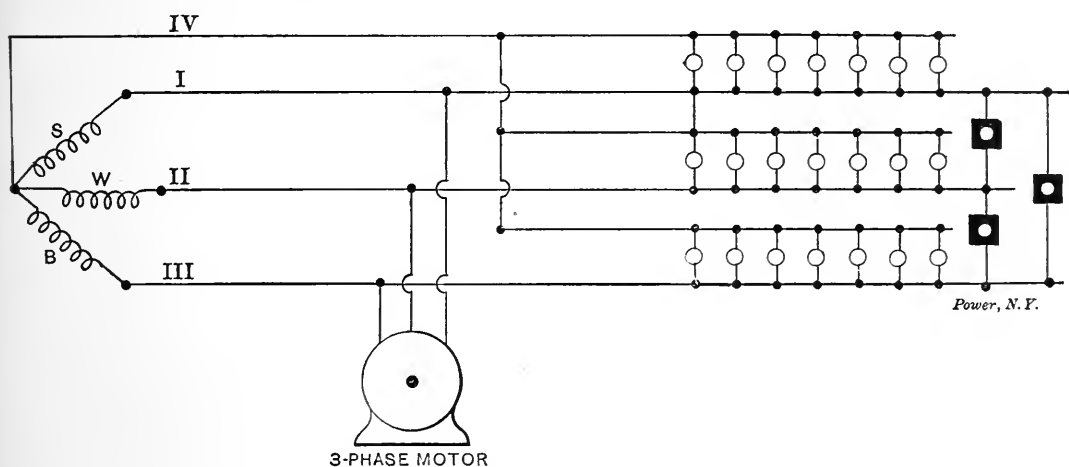 IV
I
S
W
II
B
III
Power, N.Y.
3-PHASE MOTOR